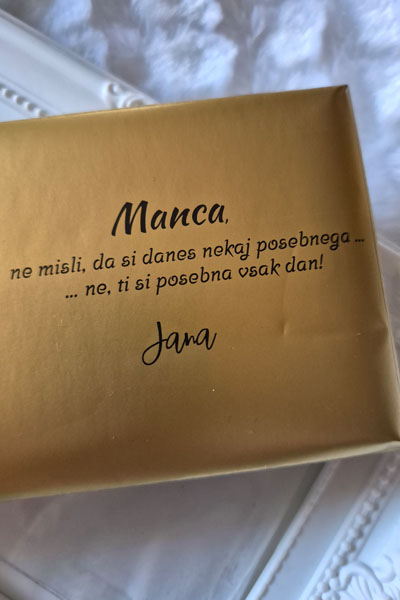 Manca,
ne misli, da si danes nekaj posebnega ...
... ne, ti si posebna vsak dan!
Jana